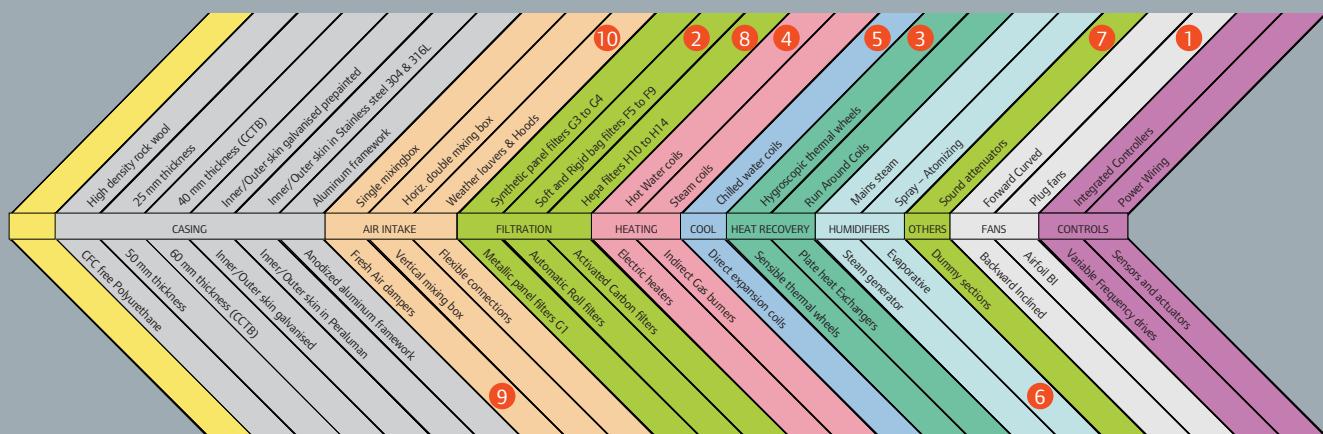 10
2
8
4
5
3
7
1
High density rock wool
25 mm thickness
40 mm thickness (CCTB)
Inner/Outer skin galvanised prepainted
Inner/Outer skin in Stainless steel 304 & 316L
Aluminum framework
Single mixingbox
Horiz. double mixing box
Weather louvers & Hoods
Synthetic panel filters G3 to G4
Soft and Rigid bag filters F5 to F9
Hepa filters H10 to H14
Hot Water coils
Steam coils
Chilled water coils
Hygroscopic thermal wheels
Run Around Coils
Mains steam
Spray – Atomizing
Sound attenuators
Forward Curved
Plug fans
Integrated Controllers
Power Wiring
CASING
AIR INTAKE
FILTRATION
HEATING
COOL
HEAT RECOVERY
HUMIDIFIERS
OTHERS
FANS
CONTROLS
CFC free Polyurethane
50 mm thickness
60 mm thickness (CCTB)
Inner/Outer skin galvanised
Inner/Outer skin in Peraluman
Anodized aluminum framework
Fresh Air dampers
Vertical mixing box
Flexible connections
Metallic panel filters G1
Automatic Roll filters
Activated Carbon filters
Electric heaters
Indirect Gas burners
Direct expansion coils
Sensible thermal wheels
Plate heat Exchangers
Steam generator
Evaporative
Dummy sections
Backward Inclined
Airfoil BI
Variable Frequency drives
Sensors and actuators
9
6